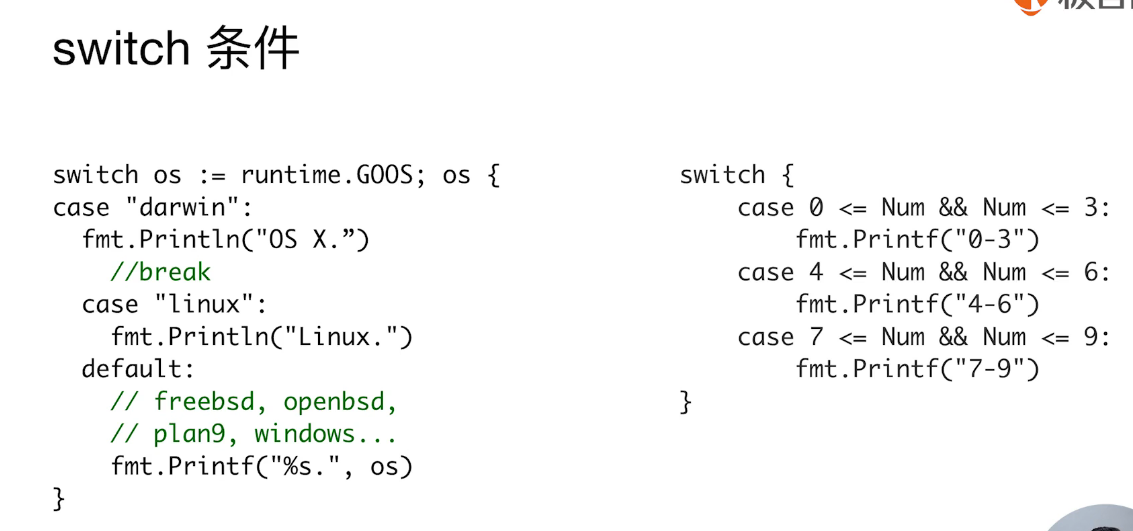 switch 条件
switch os := runtime.GOOS; os {
case "darwin":
fmt.Println("OS X.”)
//break
case "linux":
fmt.Println("Linux.")
default:
// freebsd, openbsd,
// plan9, windows...
fmt.Printf("%s.", os)
}
switch {
case 0 <= Num && Num <= 3:
fmt.Printf("0-3")
case 4 <= Num && Num <= 6:
fmt.Printf("4-6")
case 7 <= Num && Num <= 9:
fmt.Printf("7-9")
}